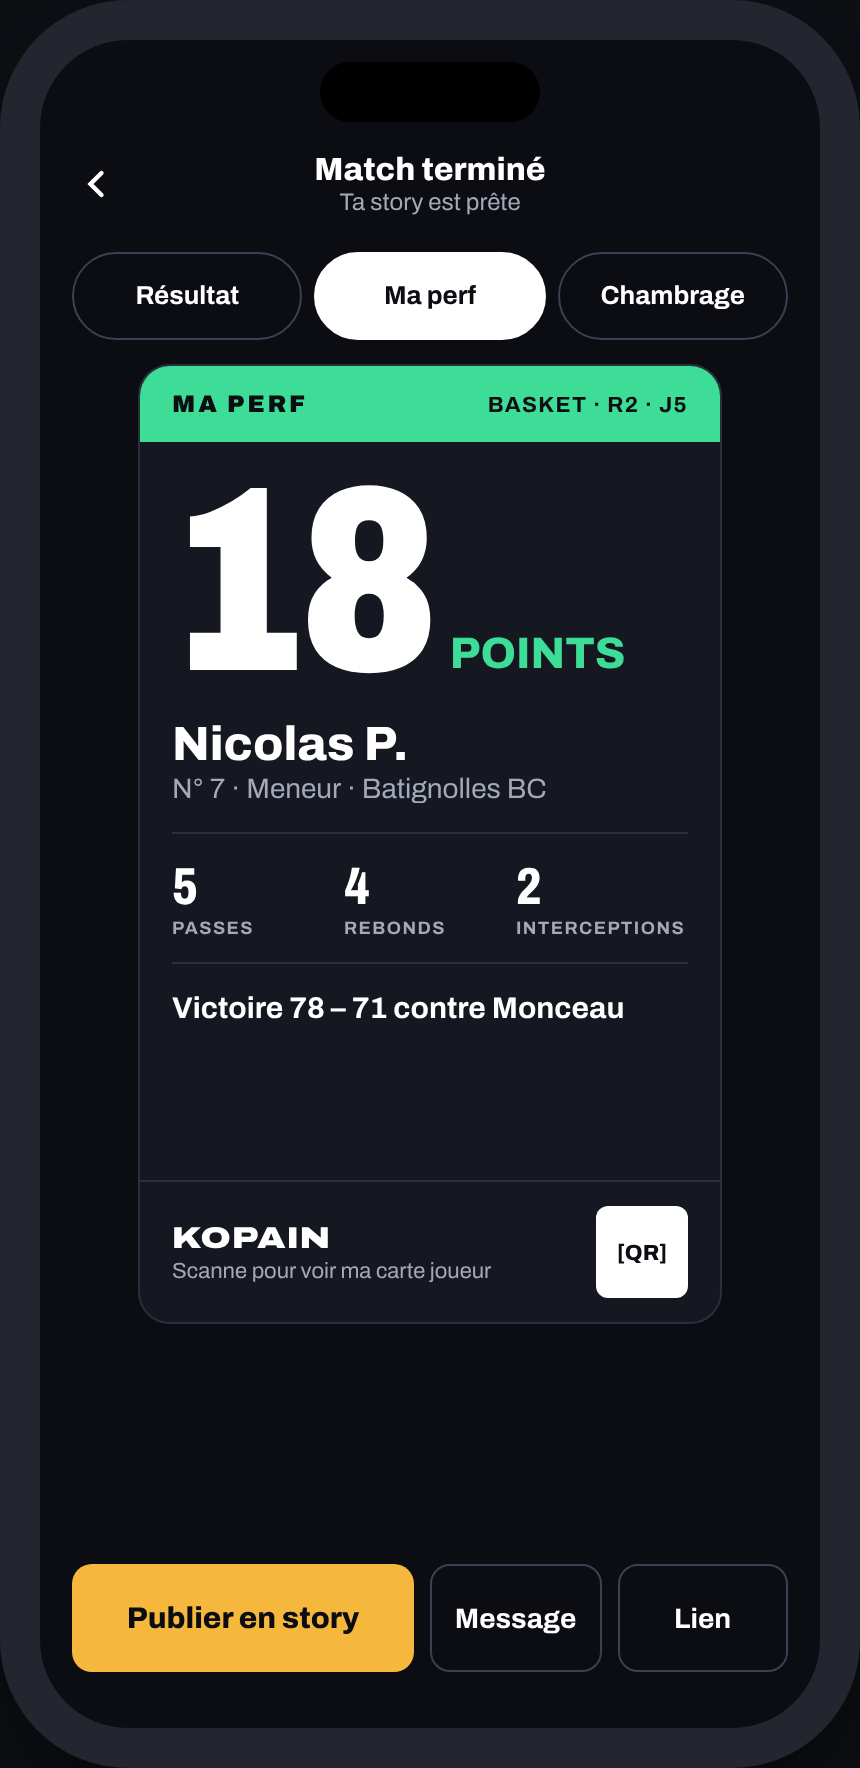 Match terminé
Ta story est prête
Résultat
Ma perf
Chambrage
MA PERF
BASKET · R2 · J5
18 POINTS
Nicolas P.
N° 7 · Meneur · Batignolles BC
5
4
2
PASSES
REBONDS
INTERCEPTIONS
Victoire 78 – 71 contre Monceau
KOPAIN
Scanne pour voir ma carte joueur
[QR]
Publier en story
Message
Lien